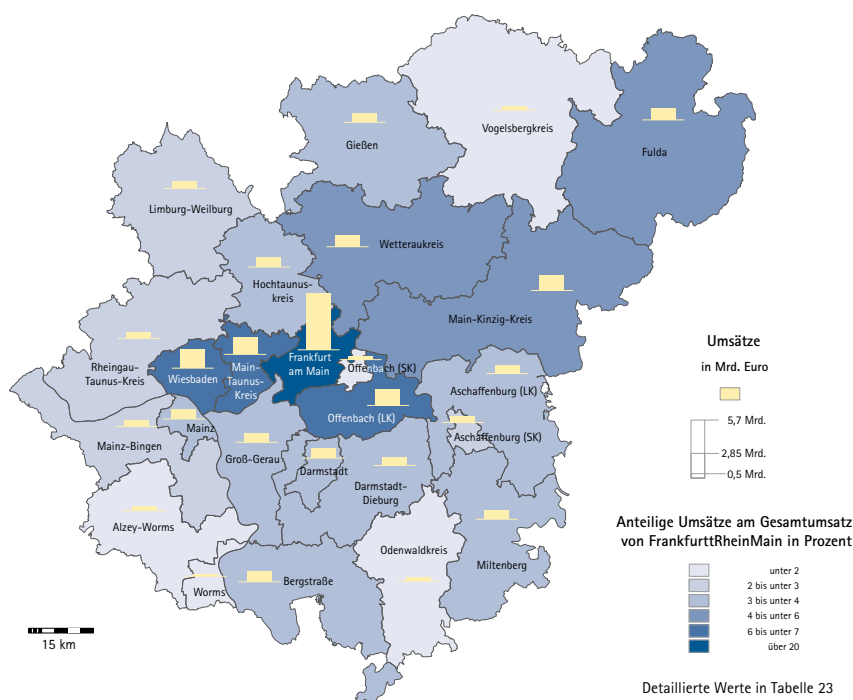 Vogelsbergkreis
Gießen
Fulda
Limburg-Weilburg
Wetteraukreis
Hochtaunus-
kreis
Main-Kinzig-Kreis
Rheingau-
Taunus-Kreis
Wiesbaden
Main-
Taunus-
Kreis
Frankfurt
am Main
Offenbach (SK)
Offenbach (LK)
Aschaffenburg (LK)
Aschaffenburg (SK)
Mainz-Bingen
Mainz
Groß-Gerau
Darmstadt
Darmstadt-
Dieburg
Alzey-Worms
Odenwaldkreis
Miltenberg
Worms
Bergstraße
15 km
Umsätze
in Mrd. Euro
5,7 Mrd.
2,85 Mrd.
0,5 Mrd.
Anteilige Umsätze am Gesamtumsatz
von FrankfurttRheinMain in Prozent
unter 2
2 bis unter 3
3 bis unter 4
4 bis unter 6
6 bis unter 7
über 20
Detaillierte Werte in Tabelle 23